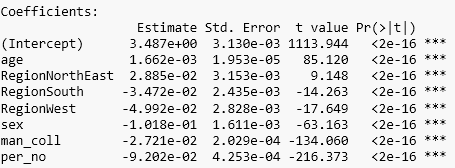 Coefficients:
Estimate Std. Error t value Pr(>|t|)
(Intercept) 3.487e+00 3.130e-03 1113.944 <2e-16 ***
age 1.662e-03 1.953e-05 85.120 <2e-16 ***
RegionNorthEast 2.885e-02 3.153e-03 9.148 <2e-16 ***
RegionSouth -3.472e-02 2.435e-03 -14.263 <2e-16 ***
RegionWest -4.992e-02 2.828e-03 -17.649 <2e-16 ***
sex -1.018e-01 1.611e-03 -63.163 <2e-16 ***
man_coll -2.721e-02 2.029e-04 -134.060 <2e-16 ***
per_no -9.202e-02 4.253e-04 -216.373 <2e-16 ***